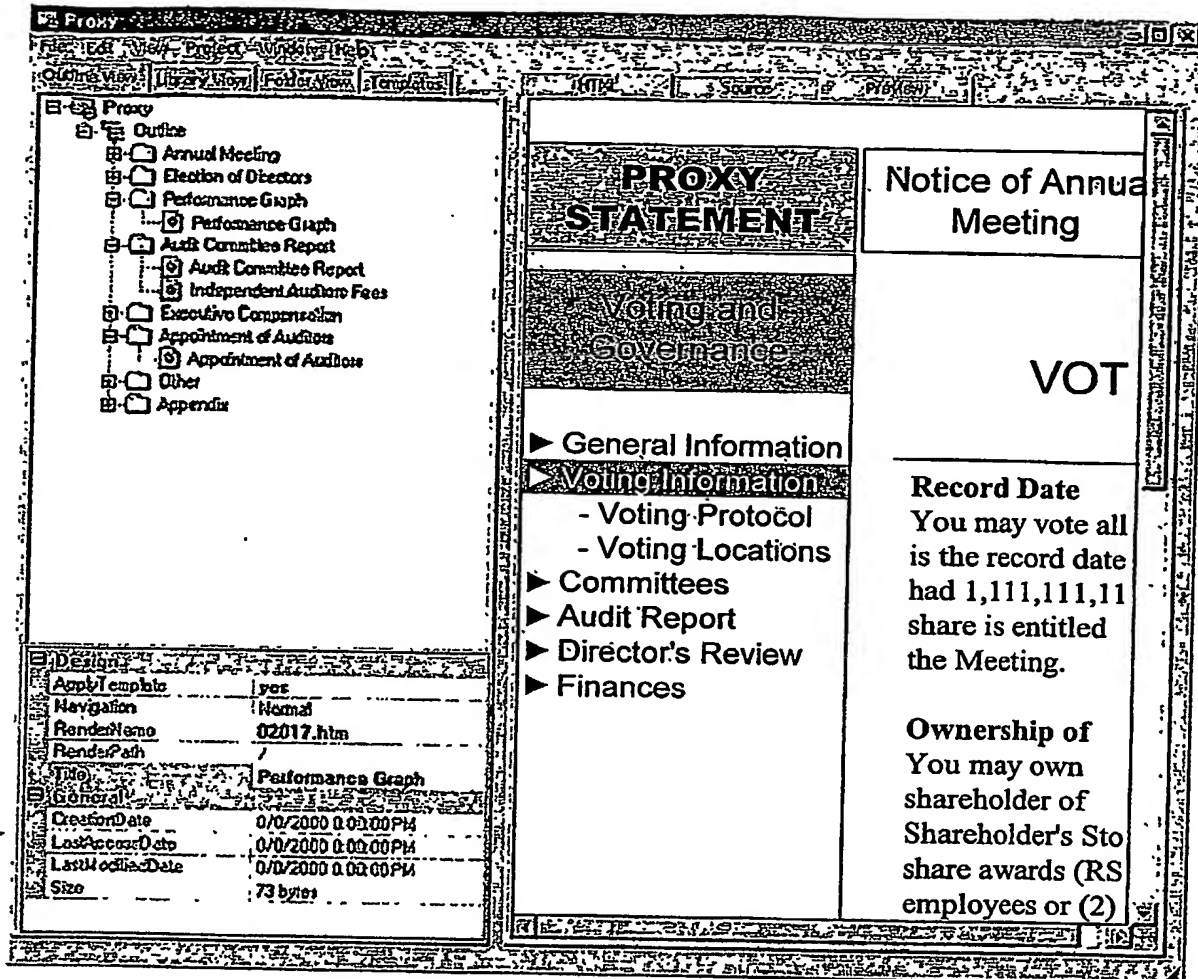 Proxy
File Edit View Project Window Help
Outline View Library View Folder View Templates
HTML Source Preview
Proxy
Outline
Annual Meeting
Election of Directors
Performance Graph
Performance Graph
Audit Committee Report
Audit Committee Report
Independent Auditors Fees
Executive Compensation
Appointment of Auditors
Appointment of Auditors
Other
Appendix
Design
ApplyTemplate yes
Navigation Normal
RenderName 02017.htm
RenderPath /
Title Performance Graph
General
CreationDate 0/0/2000 0:00:00PM
LastAccessDate 0/0/2000 0:00:00PM
LastModifiedDate 0/0/2000 0:00:00PM
Size 73 bytes
PROXY
STATEMENT
Voting and
Governance
► General Information
► Voting Information
- Voting Protocol
- Voting Locations
► Committees
► Audit Report
► Director's Review
► Finances
Notice of Annua
Meeting
VOT
Record Date
You may vote all
is the record date
had 1,111,111,11
share is entitled
the Meeting.
Ownership of
You may own
shareholder of
Shareholder's Sto
share awards (RS
employees or (2)